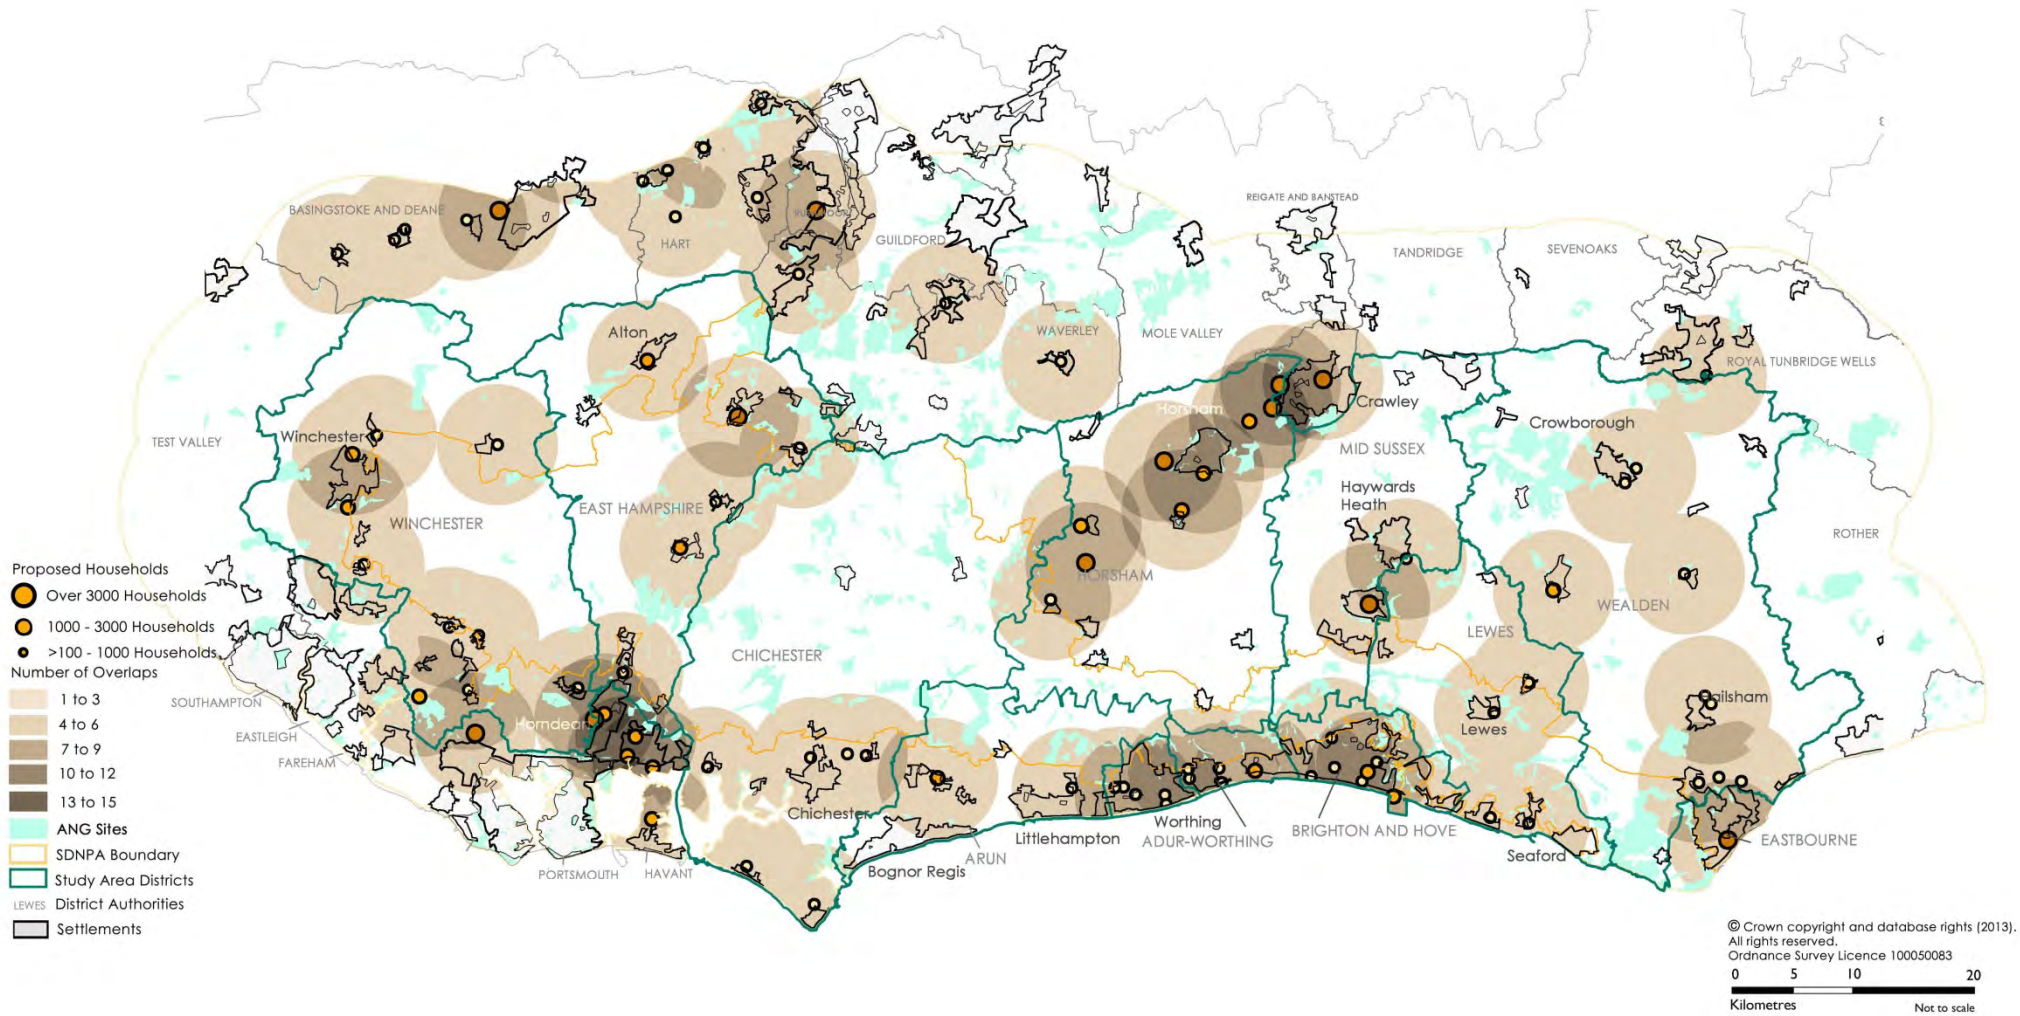 REIGATE AND BANSTEAD
BASINGSTOKE AND DEANE
HART
GUILDFORD
TANDRIDGE
SEVENOAKS
Alton
WAVERLEY
MOLE VALLEY
ROYAL TUNBRIDGE WELLS
TEST VALLEY
Winchester
Horsham
Crawley
Crowborough
MID SUSSEX
Haywards
Heath
EAST HAMPSHIRE
WINCHESTER
ROTHER
HORSHAM
WEALDEN
LEWES
CHICHESTER
Hailsham
SOUTHAMPTON
EASTLEIGH
FAREHAM
Horndean
Lewes
Chichester
Littlehampton
Worthing
ADUR-WORTHING
BRIGHTON AND HOVE
EASTBOURNE
Seaford
ARUN
Bognor Regis
PORTSMOUTH
HAVANT
Proposed Households
Over 3000 Households
1000 - 3000 Households
>100 - 1000 Households
Number of Overlaps
1 to 3
4 to 6
7 to 9
10 to 12
13 to 15
ANG Sites
SDNPA Boundary
Study Area Districts
LEWES District Authorities
Settlements
© Crown copyright and database rights (2013).
All rights reserved.
Ordnance Survey Licence 100050083
0 5 10 20
Kilometres Not to scale